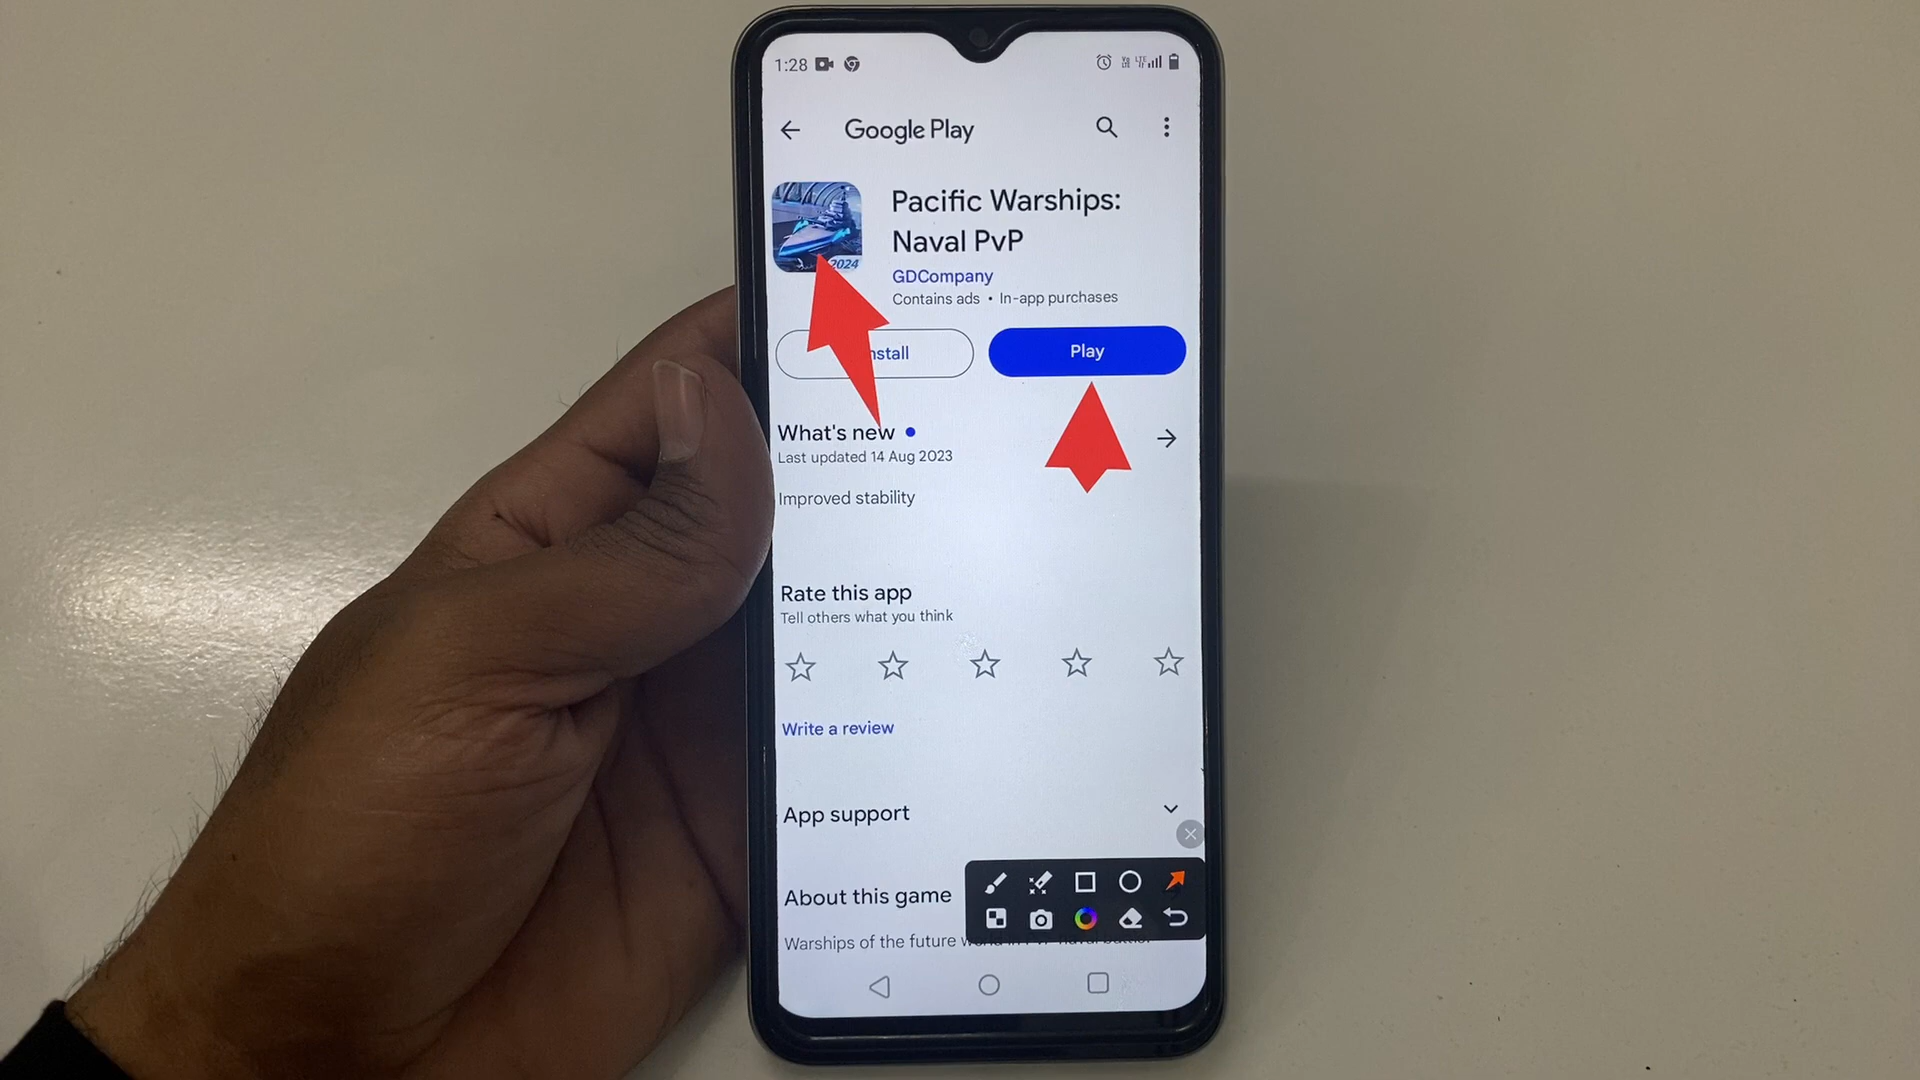 1:28
Google Play
Pacific Warships:
Naval PvP
2024
GDCompany
Contains ads • In-app purchases
nstall
Play
What's new
Last updated 14 Aug 2023
Improved stability
Rate this app
Tell others what you think
Write a review
App support
About this game
Warships of the future